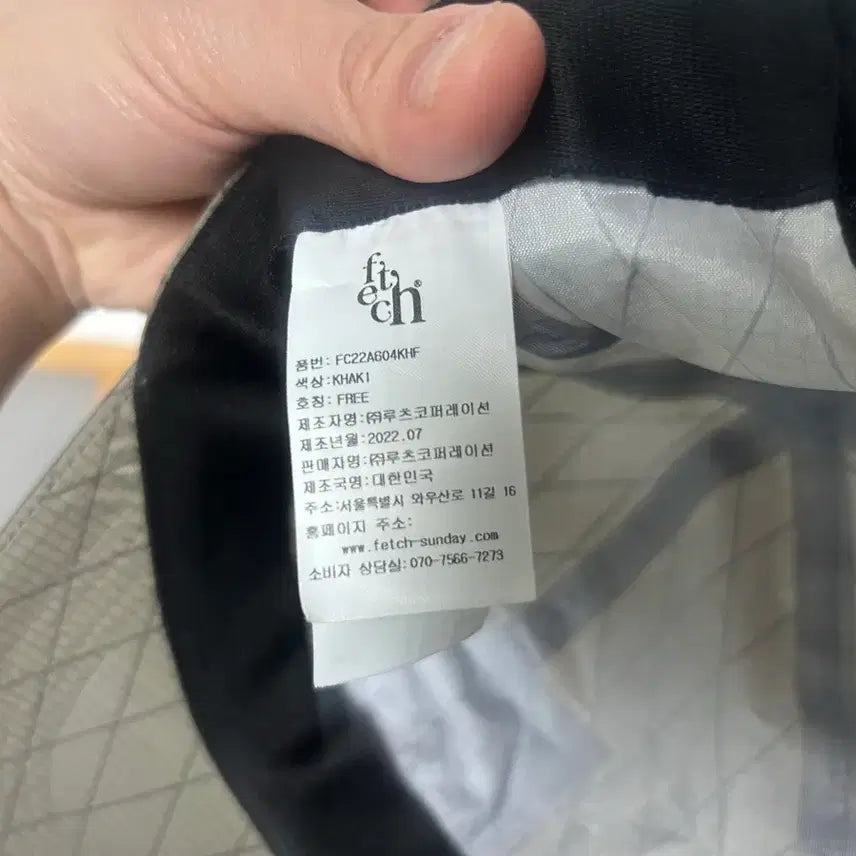 fetch®
품번: FC22A604KHF
색상:KHAKI
호칭: FREE
제조자명:㈜루츠코퍼레이션
제조년월:2022.07
판매자명:㈜루츠코퍼레이션
제조국명:대한민국
주소:서울특별시 와우산로 11길 16
홈페이지 주소:
www.fetch-sunday.com
소비자 상담실:070-7566-7273